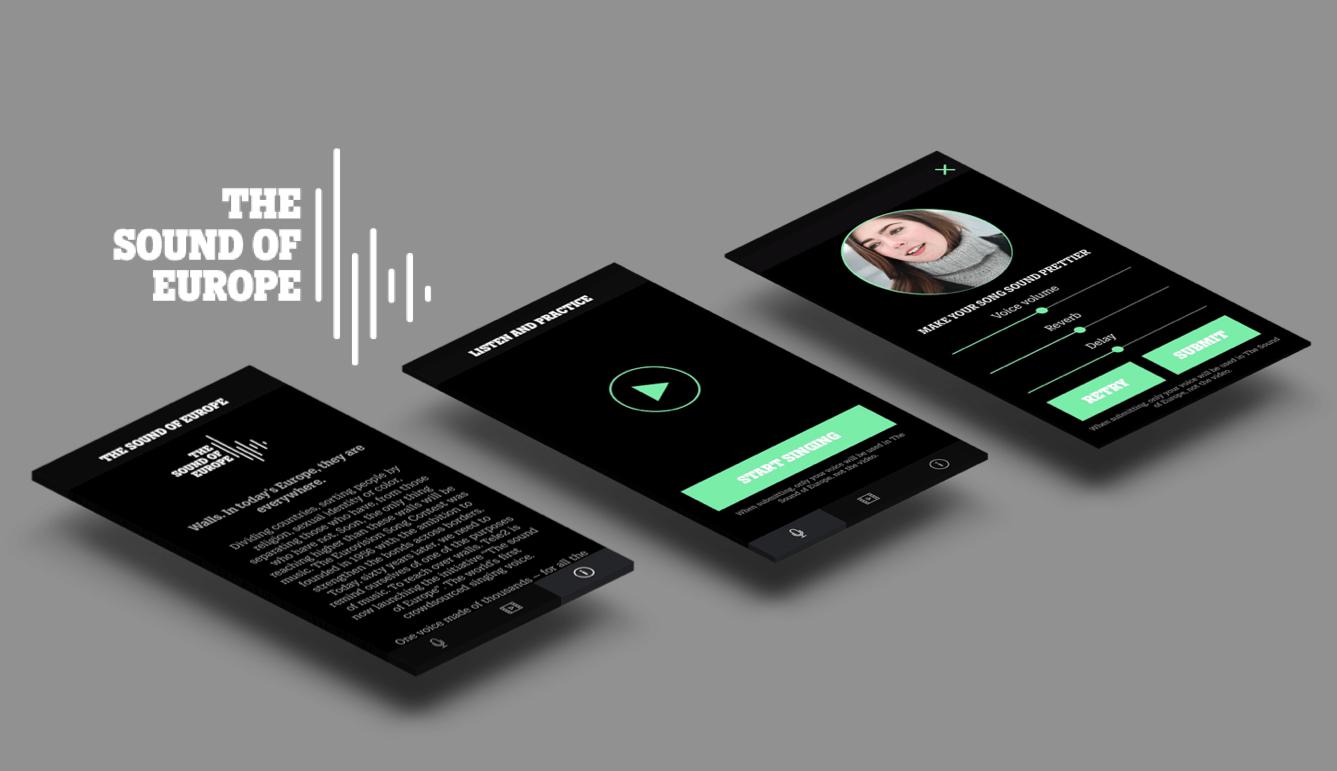 THE
SOUND OF
EUROPE
THE SOUND OF EUROPE
THE
SOUND OF
EUROPE
Walls. In today's Europe, they are
everywhere.
Dividing countries, sorting people by
religion, sexual identity or color,
separating those who have from those
who have not. Soon, the only thing
reaching higher than these walls will be
music. The Eurovision Song Contest was
founded in 1956 with the ambition to
strengthen the bonds across borders.
Today, sixty years later, we need to
remind ourselves of one of the purposes
of music. To reach over walls. Tele2 is
now launching the initiative "The sound
of Europe". The world's first
crowdsourced singing voice.
One voice made of thousands – for all the
LISTEN AND PRACTICE
START SINGING
When submitting, only your voice will be used in The
Sound of Europe, not the video.
MAKE YOUR SONG SOUND PRETTIER
Voice volume
Reverb
Delay
RETRY
SUBMIT
When submitting, only your voice will be used in The Sound
of Europe, not the video.